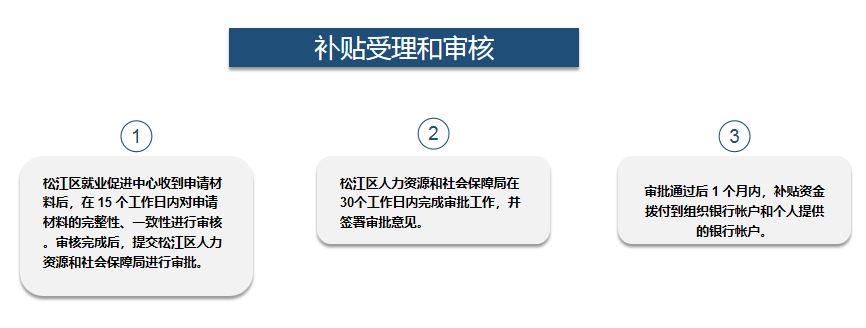 补贴受理和审核
1
松江区就业促进中心收到申请材
料后，在 15 个工作日内对申请
材料的完整性、一致性进行审核
。审核完成后，提交松江区人力
资源和社会保障局进行审批。
2
松江区人力资源和社会保障局在
30个工作日内完成审批工作，并
签署审批意见。
3
审批通过后 1 个月内，补贴资金
拨付到组织银行帐户和个人提供
的银行帐户。